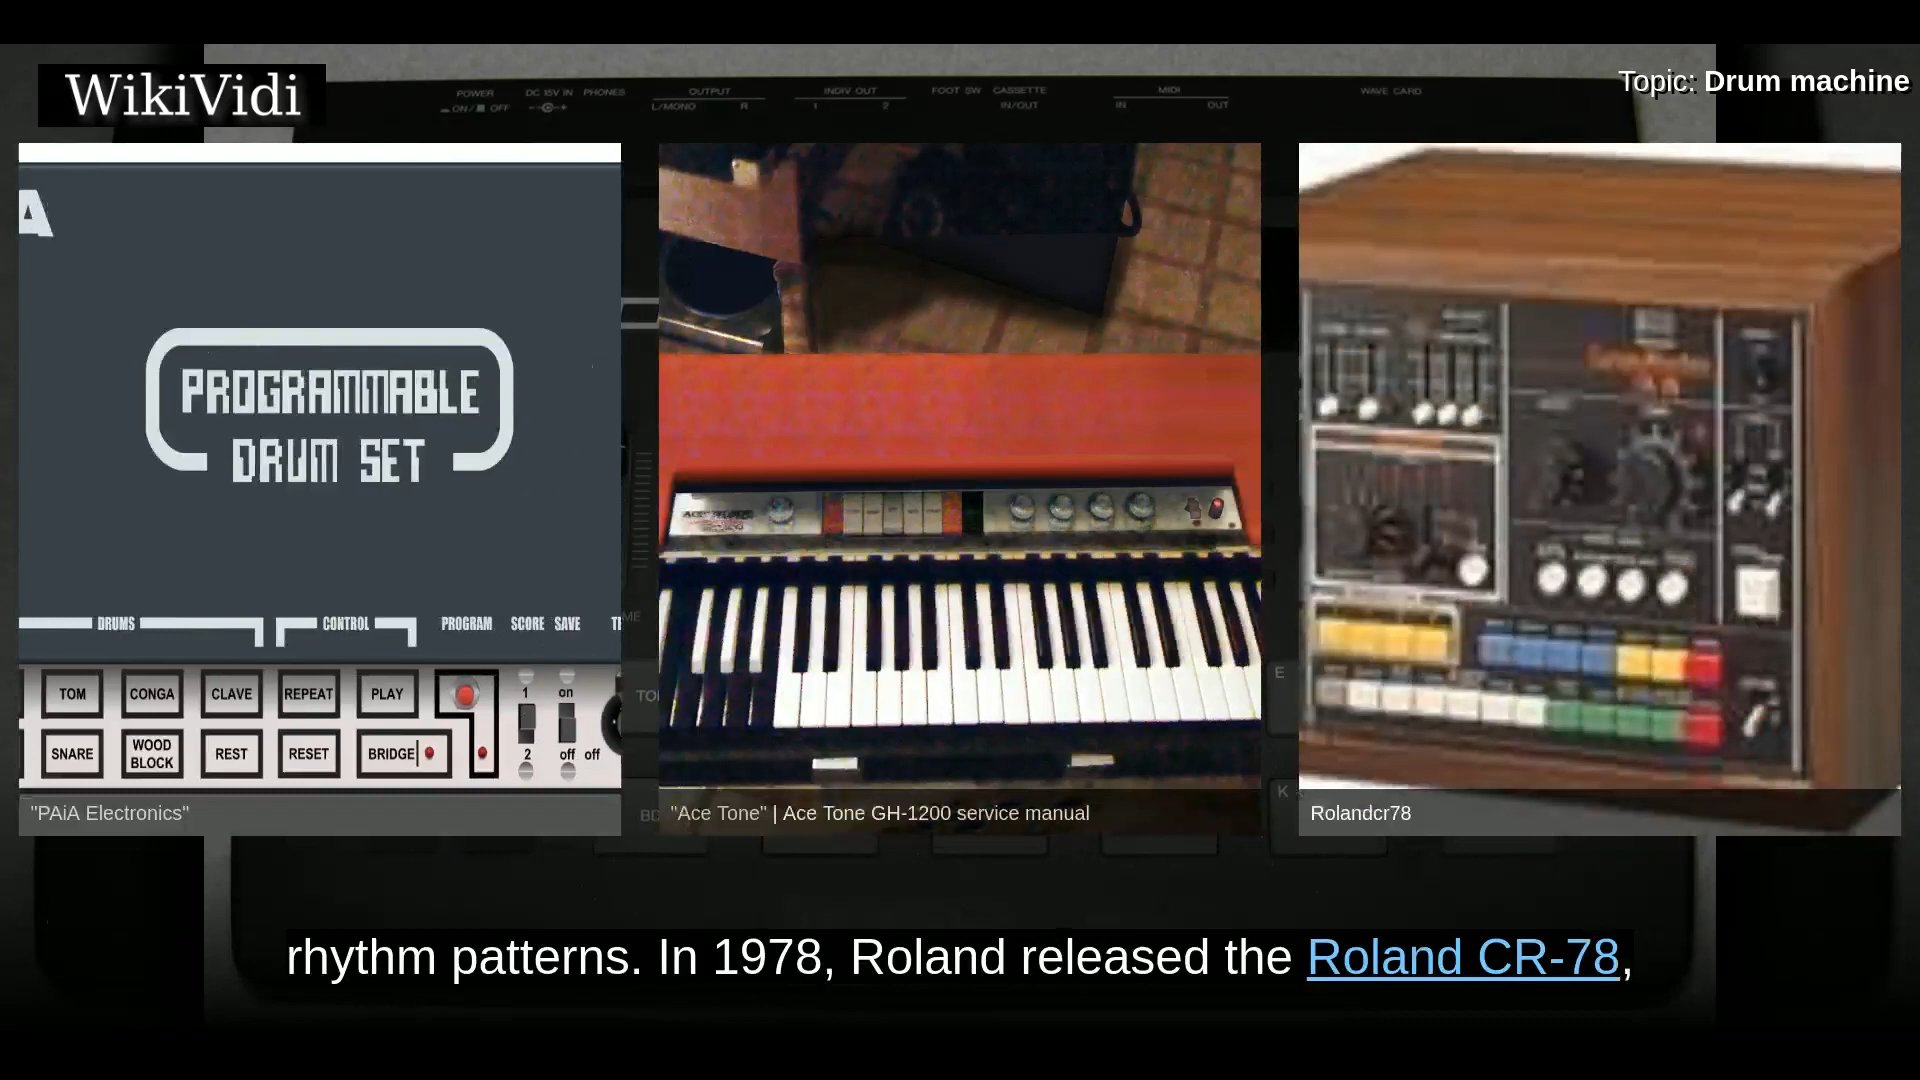 WikiVidi
Topic: Drum machine
POWER
ON / OFF
DC 15V IN
PHONES
OUTPUT
L/MONO
R
INDIV OUT
1
2
FOOT SW
CASSETTE
IN/OUT
MIDI
IN
OUT
WAVE CARD
A
PROGRAMMABLE
DRUM SET
DRUMS
CONTROL
PROGRAM
SCORE
SAVE
TOM
CONGA
CLAVE
REPEAT
PLAY
1
on
SNARE
WOOD
BLOCK
REST
RESET
BRIDGE
2
off
off
"PAiA Electronics"
"Ace Tone" | Ace Tone GH-1200 service manual
Rolandcr78
rhythm patterns. In 1978, Roland released the Roland CR-78,